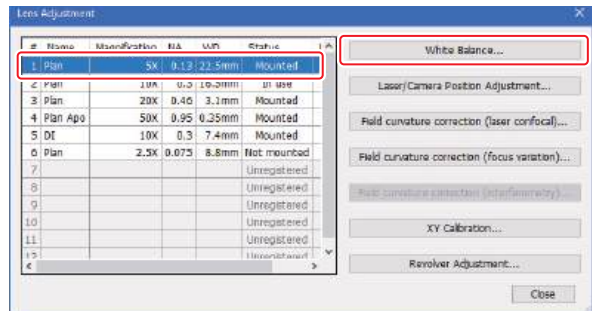 Lens Adjustment
# Name Magnification NA WD Status
1 Plan 5X 0.13 22.5mm Mounted
2 Plan 10X 0.3 16.5mm In use
3 Plan 20X 0.46 3.1mm Mounted
4 Plan Apo 50X 0.95 0.35mm Mounted
5 DI 10X 0.3 7.4mm Mounted
6 Plan 2.5X 0.075 8.8mm Not mounted
7 Unregistered
8 Unregistered
9 Unregistered
10 Unregistered
11 Unregistered
12 Unregistered
White Balance...
Laser/Camera Position Adjustment...
Field curvature correction (laser confocal)...
Field curvature correction (focus variation)...
Field curvature correction (interferometry)...
XY Calibration...
Revolver Adjustment...
Close